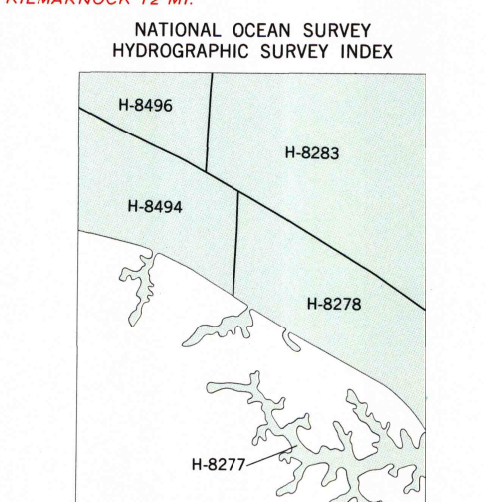 KILMARNOCK 12 MI.
NATIONAL OCEAN SURVEY
HYDROGRAPHIC SURVEY INDEX
H-8496
H-8283
H-8494
H-8278
H-8277